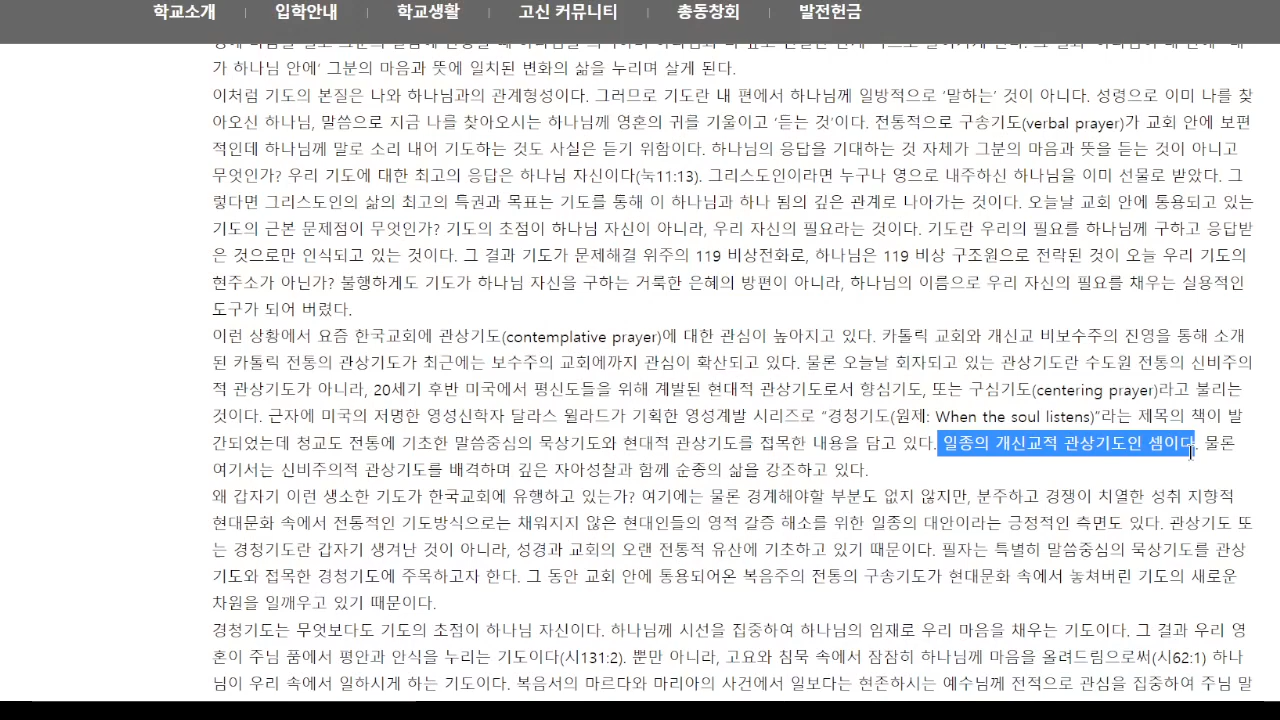 학교소개 입학안내 학교생활 고신 커뮤니티 총동창회 발전헌금
가 하나님 안에’ 그분의 마음과 뜻에 일치된 변화의 삶을 누리며 살게 된다.
이처럼 기도의 본질은 나와 하나님과의 관계형성이다. 그러므로 기도란 내 편에서 하나님께 일방적으로 ‘말하는’ 것이 아니다. 성령으로 이미 나를 찾
아오신 하나님, 말씀으로 지금 나를 찾아오시는 하나님께 영혼의 귀를 기울이고 ‘듣는 것’이다. 전통적으로 구송기도(verbal prayer)가 교회 안에 보편
적인데 하나님께 말로 소리 내어 기도하는 것도 사실은 듣기 위함이다. 하나님의 응답을 기대하는 것 자체가 그분의 마음과 뜻을 듣는 것이 아니고
무엇인가? 우리 기도에 대한 최고의 응답은 하나님 자신이다(눅11:13). 그리스도인이라면 누구나 영으로 내주하신 하나님을 이미 선물로 받았다. 그
렇다면 그리스도인의 삶의 최고의 특권과 목표는 기도를 통해 이 하나님과 하나 됨의 깊은 관계로 나아가는 것이다. 오늘날 교회 안에 통용되고 있는
기도의 근본 문제점이 무엇인가? 기도의 초점이 하나님 자신이 아니라, 우리 자신의 필요라는 것이다. 기도란 우리의 필요를 하나님께 구하고 응답받
은 것으로만 인식되고 있는 것이다. 그 결과 기도가 문제해결 위주의 119 비상전화로, 하나님은 119 비상 구조원으로 전락된 것이 오늘 우리 기도의
현주소가 아닌가? 불행하게도 기도가 하나님 자신을 구하는 거룩한 은혜의 방편이 아니라, 하나님의 이름으로 우리 자신의 필요를 채우는 실용적인
도구가 되어 버렸다.
이런 상황에서 요즘 한국교회에 관상기도(contemplative prayer)에 대한 관심이 높아지고 있다. 카톨릭 교회와 개신교 비보수주의 진영을 통해 소개
된 카톨릭 전통의 관상기도가 최근에는 보수주의 교회에까지 관심이 확산되고 있다. 물론 오늘날 회자되고 있는 관상기도란 수도원 전통의 신비주의
적 관상기도가 아니라, 20세기 후반 미국에서 평신도들을 위해 계발된 현대적 관상기도로서 향심기도, 또는 구심기도(centering prayer)라고 불리는
것이다. 근자에 미국의 저명한 영성신학자 달라스 윌라드가 기획한 영성계발 시리즈로 “경청기도(원제: When the soul listens)”라는 제목의 책이 발
간되었는데 청교도 전통에 기초한 말씀중심의 묵상기도와 현대적 관상기도를 접목한 내용을 담고 있다. 일종의 개신교적 관상기도인 셈이다. 물론
여기서는 신비주의적 관상기도를 배격하며 깊은 자아성찰과 함께 순종의 삶을 강조하고 있다.
왜 갑자기 이런 생소한 기도가 한국교회에 유행하고 있는가? 여기에는 물론 경계해야할 부분도 없지 않지만, 분주하고 경쟁이 치열한 성취 지향적
현대문화 속에서 전통적인 기도방식으로는 채워지지 않은 현대인들의 영적 갈증 해소를 위한 일종의 대안이라는 긍정적인 측면도 있다. 관상기도 또
는 경청기도란 갑자기 생겨난 것이 아니라, 성경과 교회의 오랜 전통적 유산에 기초하고 있기 때문이다. 필자는 특별히 말씀중심의 묵상기도를 관상
기도와 접목한 경청기도에 주목하고자 한다. 그 동안 교회 안에 통용되어온 복음주의 전통의 구송기도가 현대문화 속에서 놓쳐버린 기도의 새로운
차원을 일깨우고 있기 때문이다.
경청기도는 무엇보다도 기도의 초점이 하나님 자신이다. 하나님께 시선을 집중하여 하나님의 임재로 우리 마음을 채우는 기도이다. 그 결과 우리 영
혼이 주님 품에서 평안과 안식을 누리는 기도이다(시131:2). 뿐만 아니라, 고요와 침묵 속에서 잠잠히 하나님께 마음을 올려드림으로써(시62:1) 하나
님이 우리 속에서 일하시게 하는 기도이다. 복음서의 마르다와 마리아의 사건에서 일보다는 현존하시는 예수님께 전적으로 관심을 집중하여 주님 말